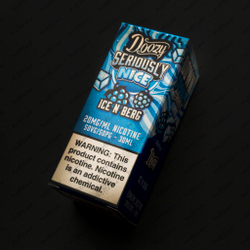 Doozy
SERIOUSLY
NICE
ICE N BERG
20MG/ML NICOTINE
50VG/50PG - 30ML
WARNING: This
product contains
nicotine. Nicotine
is an addictive
chemical.